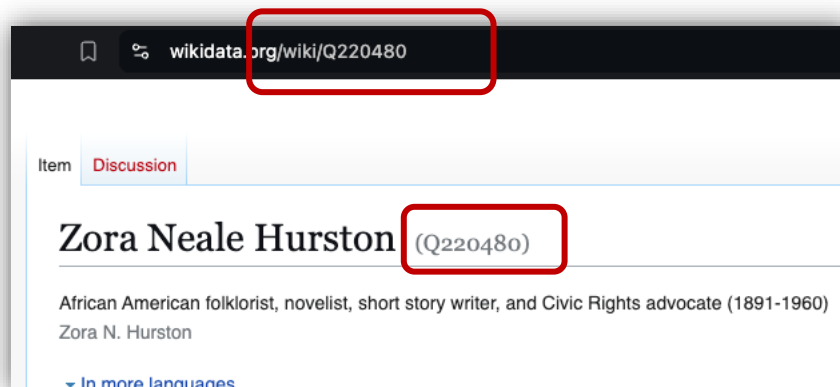 wikidata.org/wiki/Q220480
Item Discussion
Zora Neale Hurston (Q220480)
African American folklorist, novelist, short story writer, and Civic Rights advocate (1891-1960)
Zora N. Hurston
In more languages